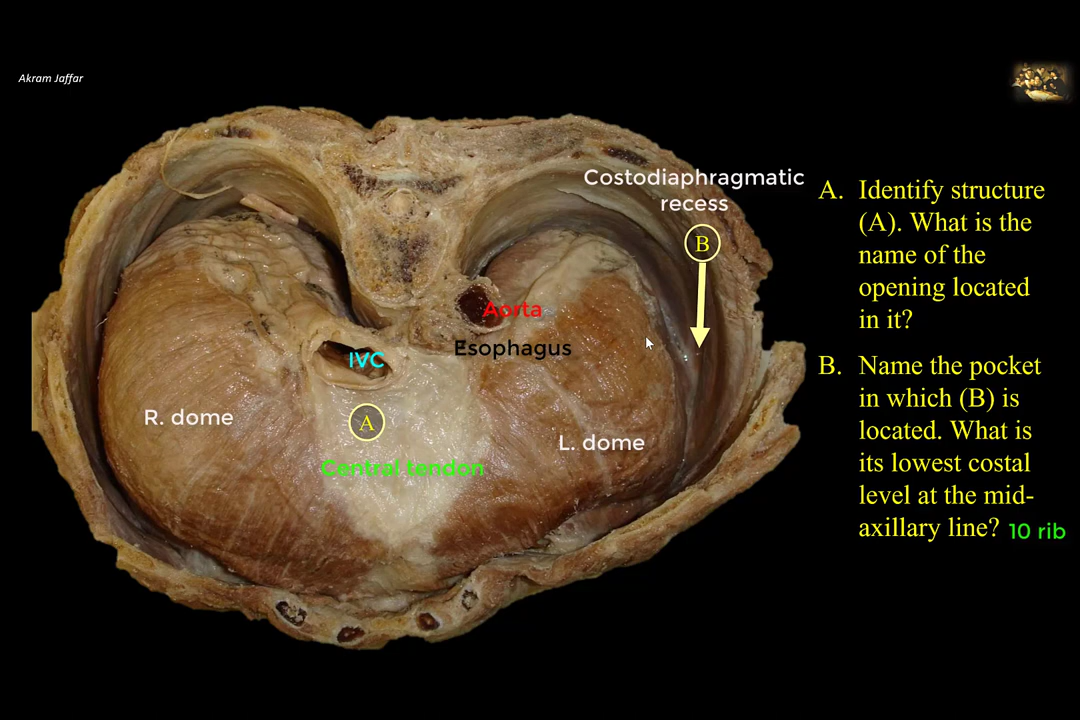 Akram Jaffar
Costodiaphragmatic
recess
B
Aorta
Esophagus
IVC
R. dome
A
L. dome
Central tendon
A. Identify structure
(A). What is the
name of the
opening located
in it?
B. Name the pocket
in which (B) is
located. What is
its lowest costal
level at the mid-
axillary line? 10 rib